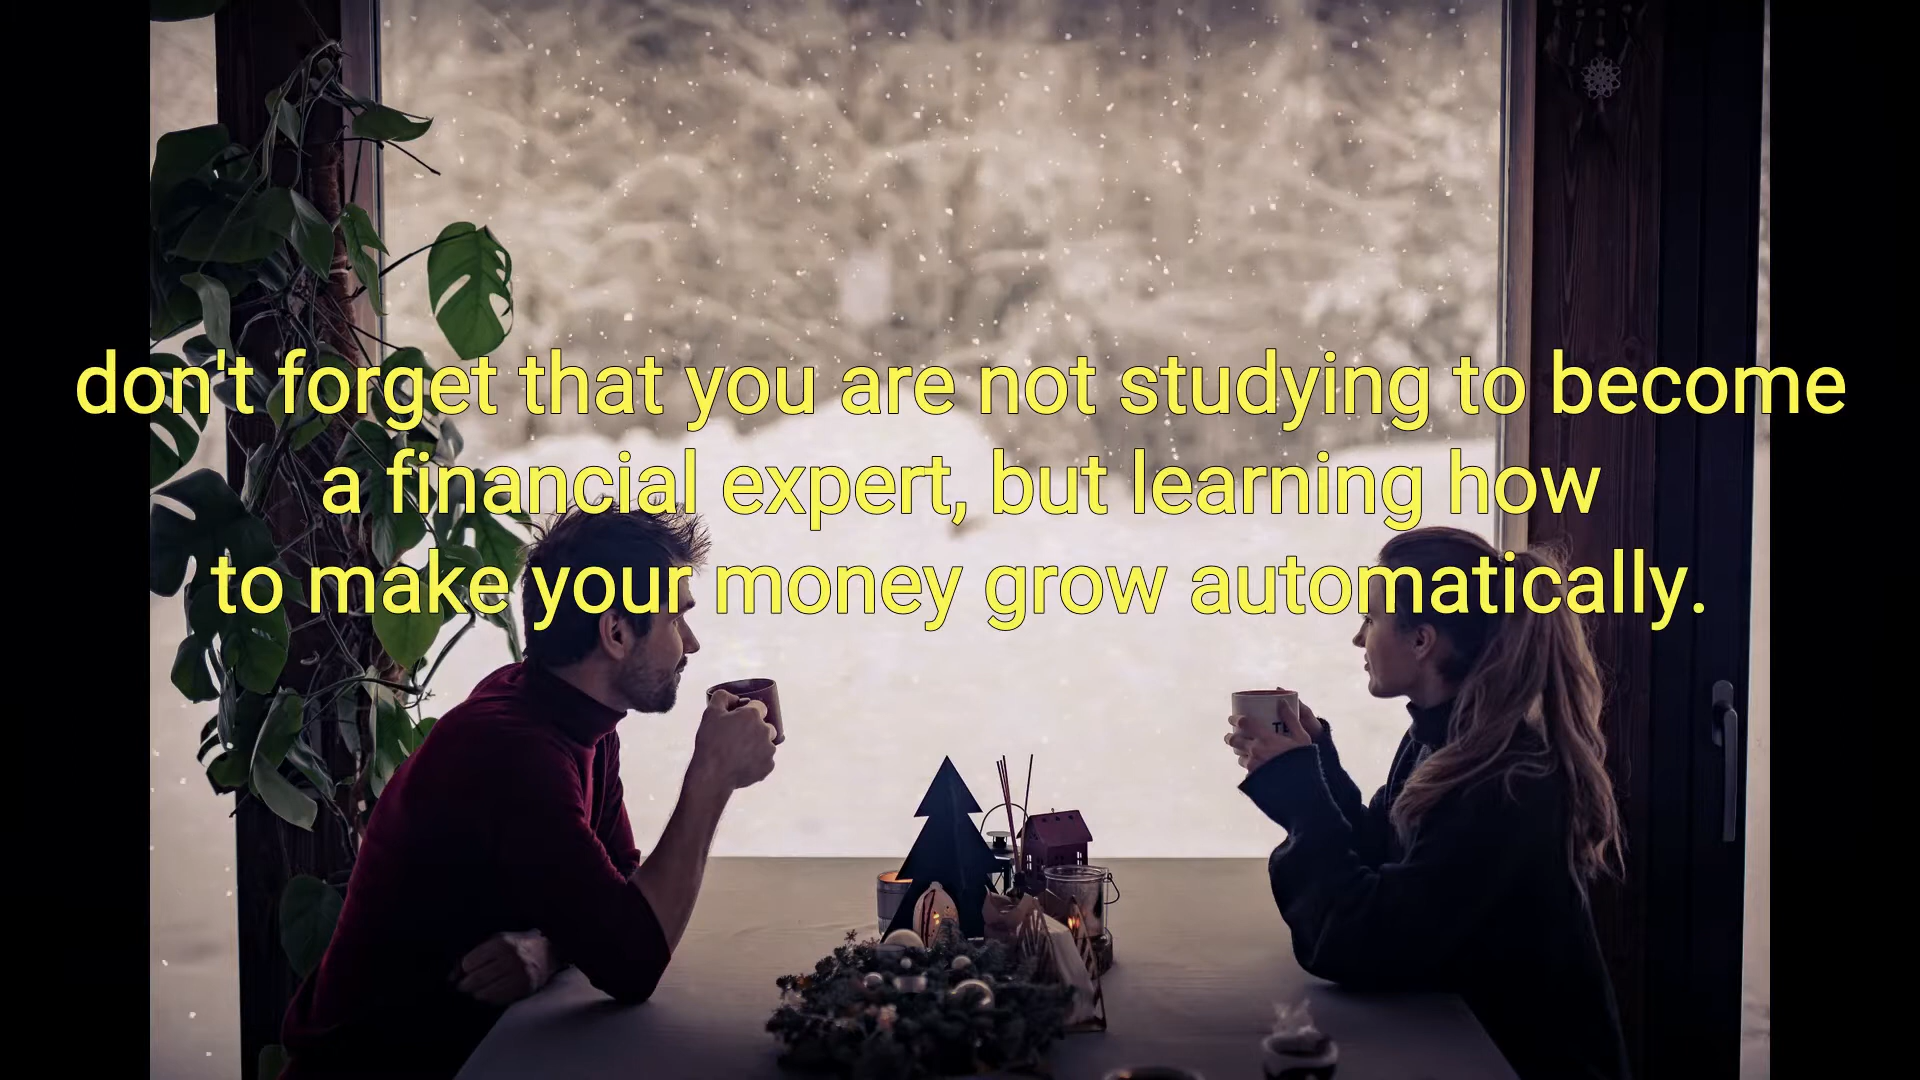 don't forget that you are not studying to become
a financial expert, but learning how
to make your money grow automatically.